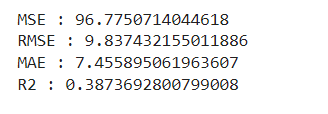 MSE : 96.7750714044618
RMSE : 9.837432155011886
MAE : 7.455895061963607
R2 : 0.3873692800799008